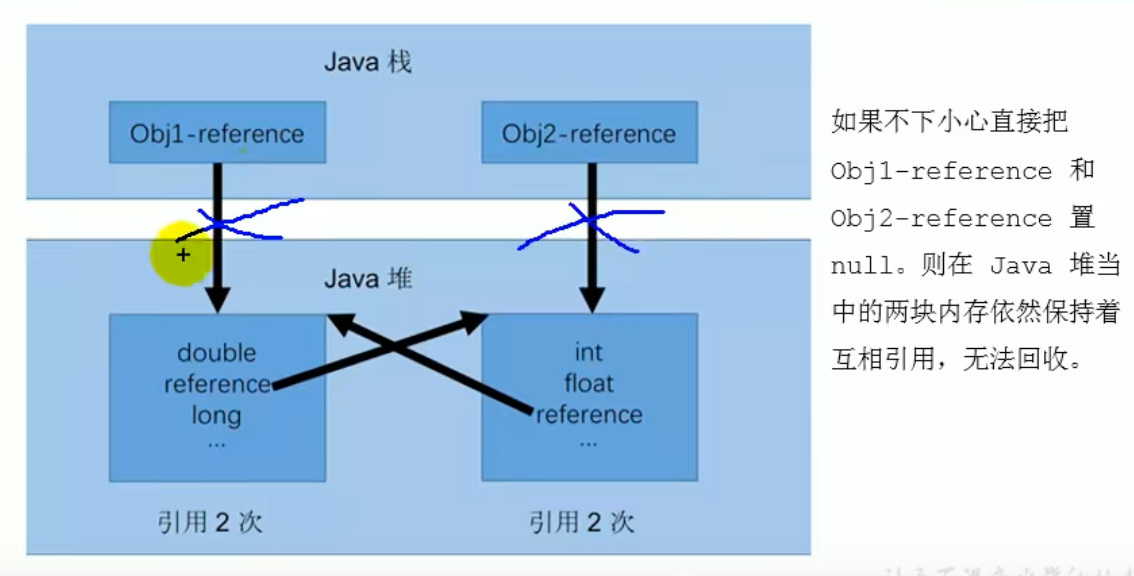 Java 栈
Obj1-reference
Obj2-reference
Java 堆
double
reference
long
...
int
float
reference
...
引用 2 次
引用 2 次
如果不下小心直接把
Obj1-reference 和
Obj2-reference 置
null。则在 Java 堆当
中的两块内存依然保持着
互相引用，无法回收。